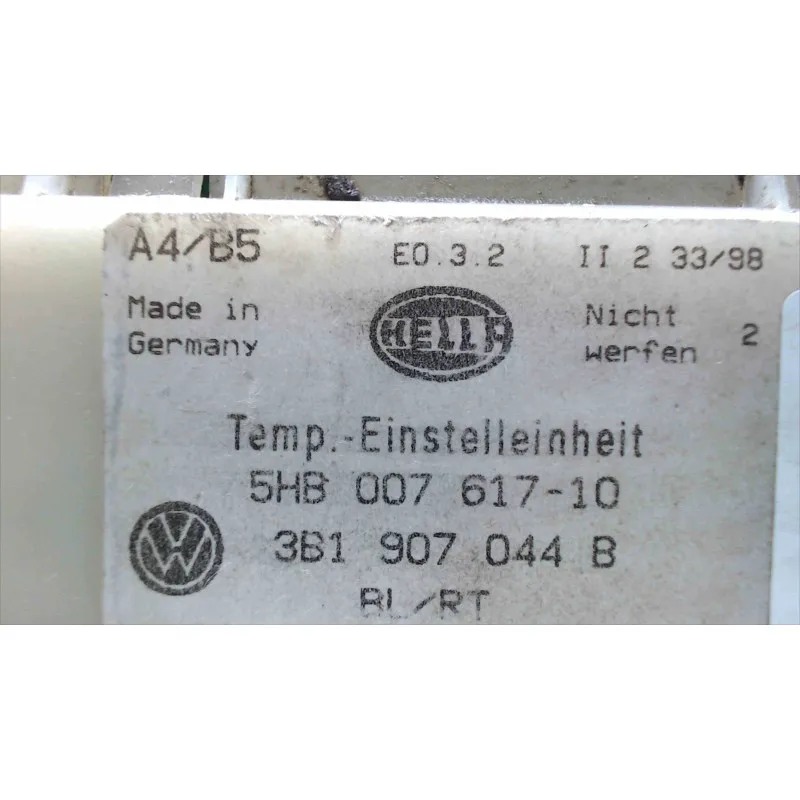 A4/B5 E0.3.2 II 2 33/98
Made in Germany
HELLA
Nicht werfen 2
Temp.-Einstelleinheit
5HB 007 617-10
3B1 907 044 B
BL/RT